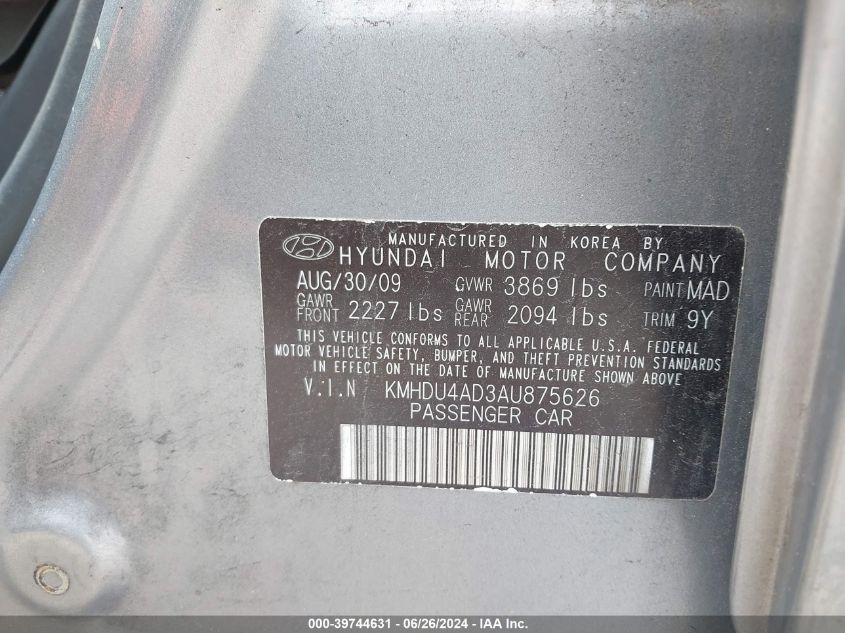 MANUFACTURED IN KOREA BY
HYUNDAI MOTOR COMPANY
AUG/30/09 GVWR 3869 lbs PAINT MAD
GAWR FRONT 2227 lbs GAWR REAR 2094 lbs TRIM 9Y
THIS VEHICLE CONFORMS TO ALL APPLICABLE U.S.A. FEDERAL
MOTOR VEHICLE SAFETY, BUMPER, AND THEFT PREVENTION STANDARDS
IN EFFECT ON THE DATE OF MANUFACTURE SHOWN ABOVE
V.I.N KMHDU4AD3AU875626
PASSENGER CAR
000-39744631 - 06/26/2024 - IAA Inc.